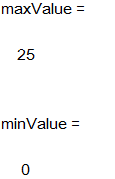 maxValue =
25
minValue =
0